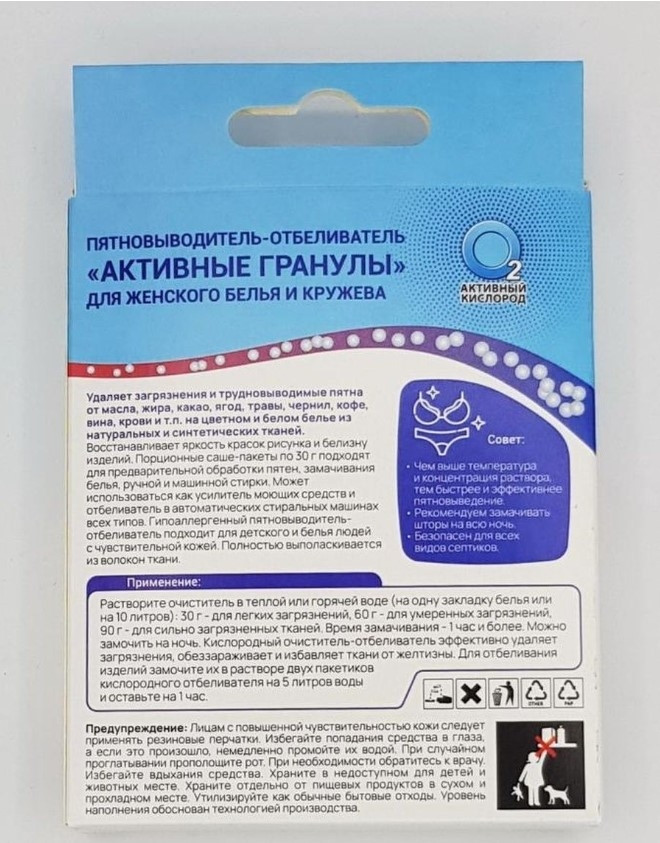 ПЯТНОВЫВОДИТЕЛЬ-ОТБЕЛИВАТЕЛЬ
«АКТИВНЫЕ ГРАНУЛЫ»
ДЛЯ ЖЕНСКОГО БЕЛЬЯ И КРУЖЕВА
O2
АКТИВНЫЙ
КИСЛОРОД
Удаляет загрязнения и трудновыводимые пятна
от масла, жира, какао, ягод, травы, чернил, кофе,
вина, крови и т.п. на цветном и белом белье из
натуральных и синтетических тканей.
Восстанавливает яркость красок рисунка и белизну
изделий. Порционные саше-пакеты по 30 г подходят
для предварительной обработки пятен, замачивания
белья, ручной и машинной стирки. Может
использоваться как усилитель моющих средств и
отбеливатель в автоматических стиральных машинах
всех типов. Гипоаллергенный пятновыводитель-
отбеливатель подходит для детского и белья людей
с чувствительной кожей. Полностью выполаскивается
из волокон ткани.
Совет:
• Чем выше температура
и концентрация раствора,
тем быстрее и эффективнее
пятновыведение.
• Рекомендуем замачивать
шторы на всю ночь.
• Безопасен для всех
видов септиков.
Применение:
Растворите очиститель в теплой или горячей воде (на одну закладку белья или
на 10 литров): 30 г - для легких загрязнений, 60 г - для умеренных загрязнений,
90 г - для сильно загрязненных тканей. Время замачивания - 1 час и более. Можно
замочить на ночь. Кислородный очиститель-отбеливатель эффективно удаляет
загрязнения, обеззараживает и избавляет ткани от желтизны. Для отбеливания
изделий замочите их в растворе двух пакетиков
кислородного отбеливателя на 5 литров воды
и оставьте на 1 час.
OTHER
PAP
Предупреждение: Лицам с повышенной чувствительностью кожи следует
применять резиновые перчатки. Избегайте попадания средства в глаза,
а если это произошло, немедленно промойте их водой. При случайном
проглатывании прополощите рот. При необходимости обратитесь к врачу.
Избегайте вдыхания средства. Храните в недоступном для детей и
животных месте. Храните отдельно от пищевых продуктов в сухом и
прохладном месте. Утилизируйте как обычные бытовые отходы. Уровень
наполнения обоснован технологией производства.